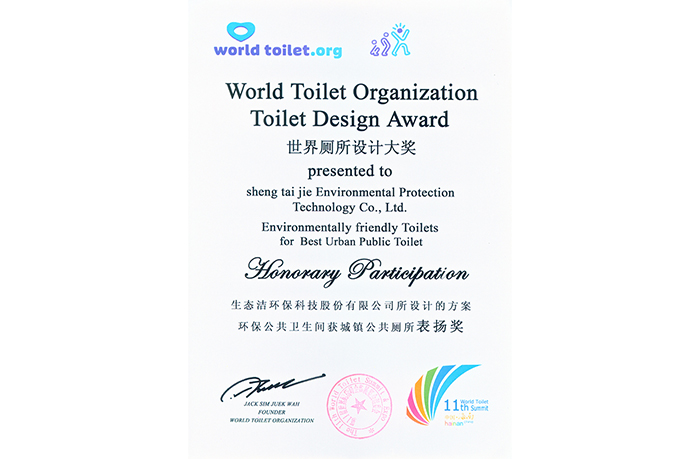 world toilet.org
World Toilet Organization
Toilet Design Award
世界厕所设计大奖
presented to
sheng tai jie Environmental Protection
Technology Co., Ltd.
Environmentally friendly Toilets
for Best Urban Public Toilet
Honorary Participation
生态洁环保科技股份有限公司所设计的方案
环保公共卫生间获城镇公共厕所表扬奖
JACK SIM JUEK WAH
FOUNDER
WORLD TOILET ORGANIZATION
11th World Toilet Summit
hainan